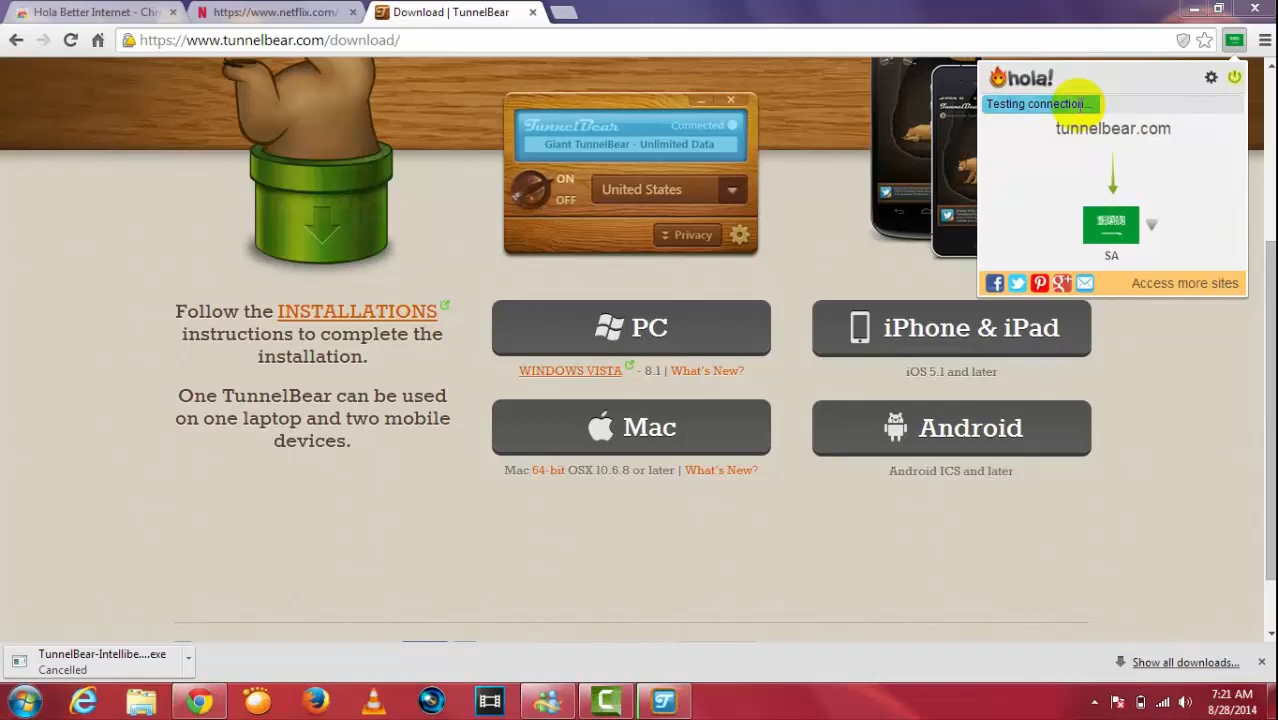 Hola Better Internet - Chr
https://www.netflix.com/
Download | TunnelBear
https://www.tunnelbear.com/download/
hola!
Testing connection...
tunnelbear.com
SA
Access more sites
TUNNELBEAR
Connected
Giant TunnelBear - Unlimited Data
ON
OFF
United States
Privacy
Follow the INSTALLATIONS
instructions to complete the
installation.
One TunnelBear can be used
on one laptop and two mobile
devices.
PC
WINDOWS VISTA - 8.1 | What's New?
Mac
Mac 64-bit OSX 10.6.8 or later | What's New?
iPhone & iPad
iOS 5.1 and later
Android
Android ICS and later
TunnelBear-Intellibe....exe
Cancelled
Show all downloads...
7:21 AM
8/28/2014